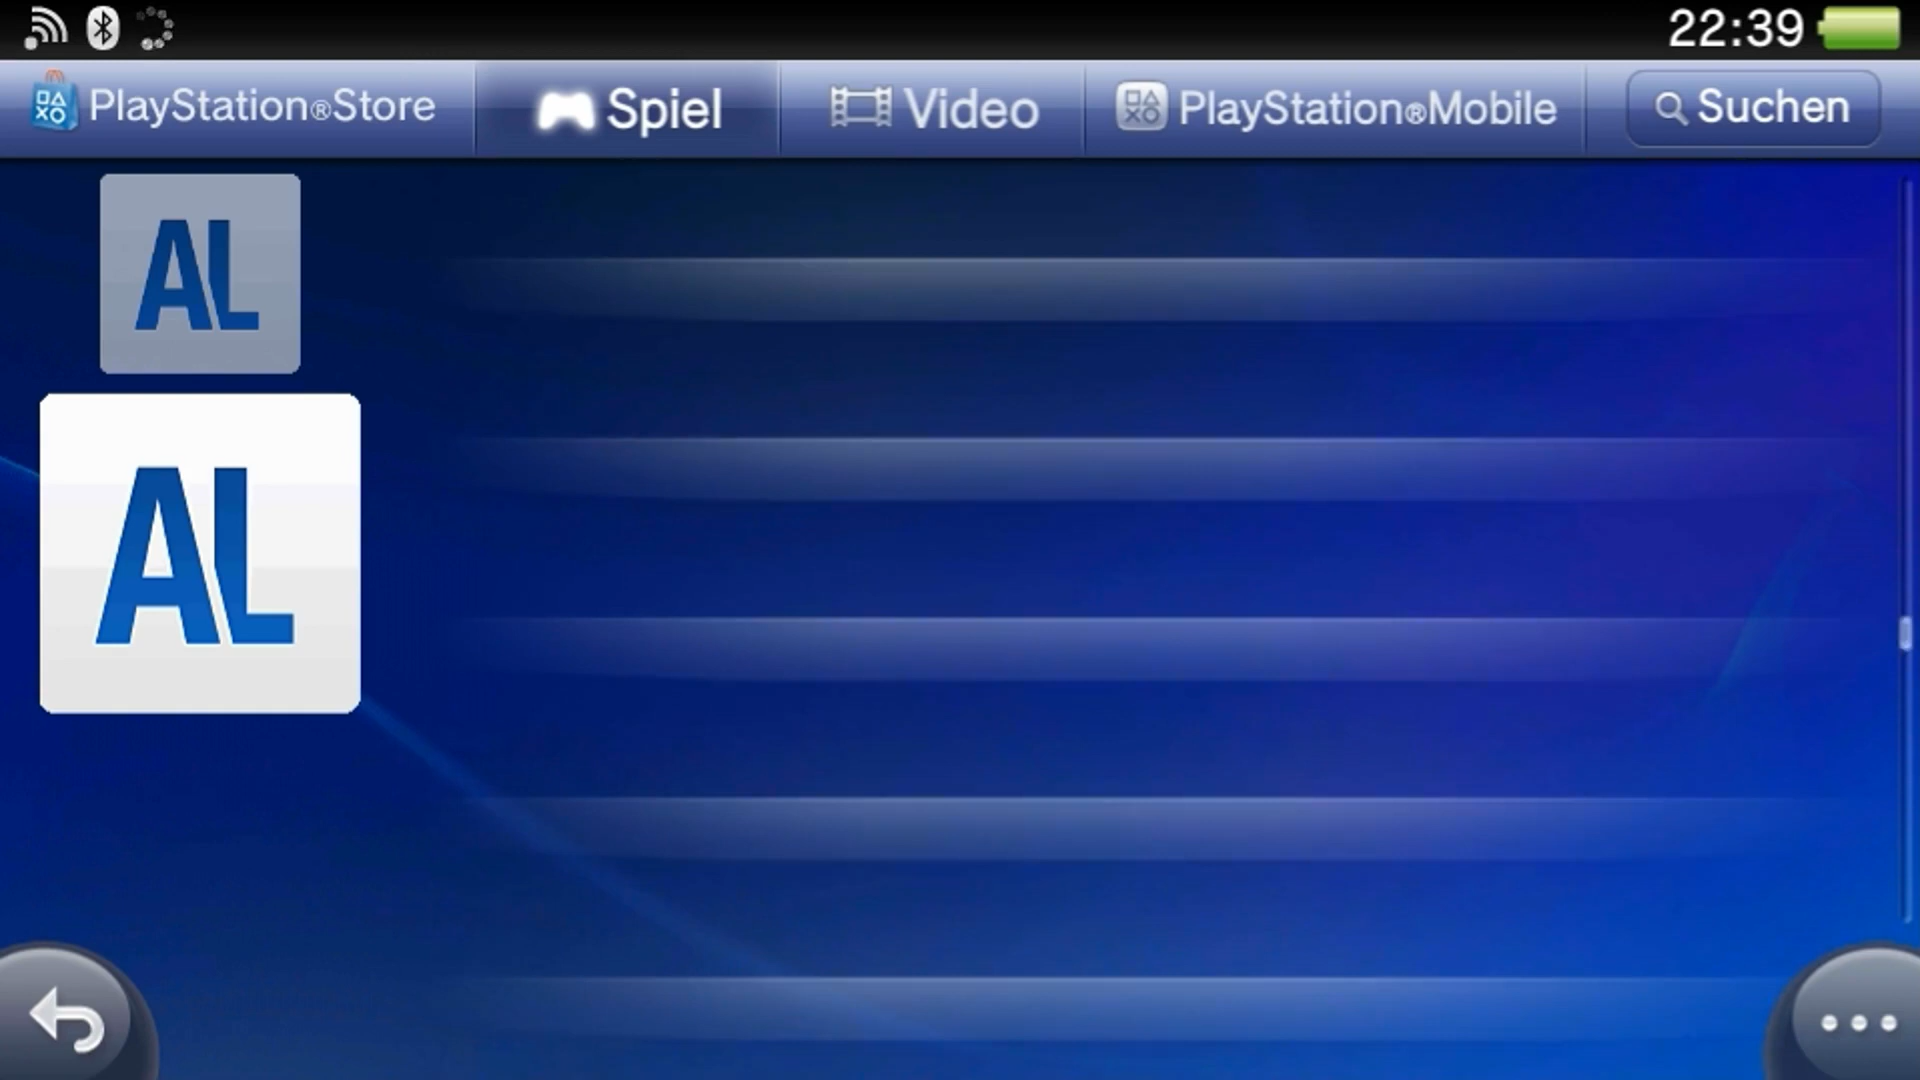 22:39
PlayStation®Store
Spiel
Video
PlayStation®Mobile
Suchen
AL
AL